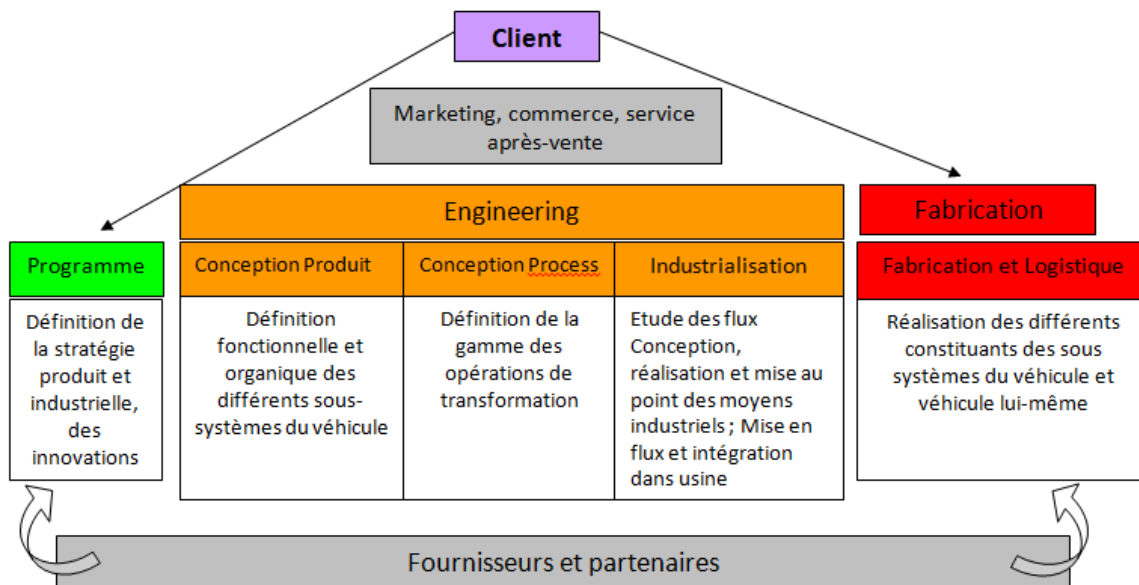 Client
Marketing, commerce, service
après-vente
Engineering
Fabrication
Programme
Conception Produit
Conception Process
Industrialisation
Fabrication et Logistique
Définition de
la stratégie
produit et
industrielle,
des
innovations
Définition
fonctionnelle et
organique des
différents sous-
systèmes du véhicule
Définition de la
gamme des
opérations de
transformation
Etude des flux
Conception,
réalisation et mise au
point des moyens
industriels ; Mise en
flux et intégration
dans usine
Réalisation des différents
constituants des sous
systèmes du véhicule et
véhicule lui-même
Fournisseurs et partenaires